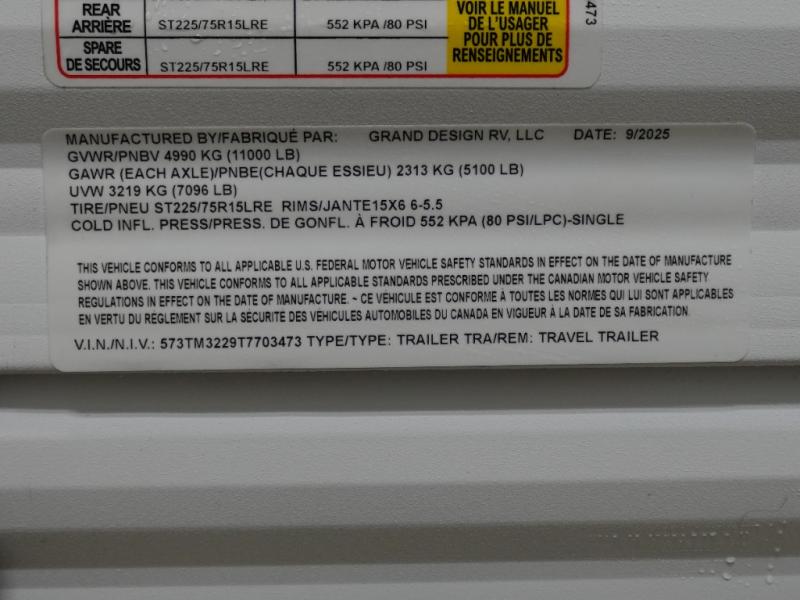 REAR
ARRIÈRE
ST225/75R15LRE
552 KPA /80 PSI
SPARE
DE SECOURS
ST225/75R15LRE
552 KPA /80 PSI
VOIR LE MANUEL
DE L'USAGER
POUR PLUS DE
RENSEIGNEMENTS
473
MANUFACTURED BY/FABRIQUÉ PAR: GRAND DESIGN RV, LLC DATE: 9/2025
GVWR/PNBV 4990 KG (11000 LB)
GAWR (EACH AXLE)/PNBE(CHAQUE ESSIEU) 2313 KG (5100 LB)
UVW 3219 KG (7096 LB)
TIRE/PNEU ST225/75R15LRE RIMS/JANTE15X6 6-5.5
COLD INFL. PRESS/PRESS. DE GONFL. À FROID 552 KPA (80 PSI/LPC)-SINGLE
THIS VEHICLE CONFORMS TO ALL APPLICABLE U.S. FEDERAL MOTOR VEHICLE SAFETY STANDARDS IN EFFECT ON THE DATE OF MANUFACTURE
SHOWN ABOVE. THIS VEHICLE CONFORMS TO ALL APPLICABLE STANDARDS PRESCRIBED UNDER THE CANADIAN MOTOR VEHICLE SAFETY
REGULATIONS IN EFFECT ON THE DATE OF MANUFACTURE. ~ CE VÉHICULE EST CONFORME À TOUTES LES NORMES QUI LUI SONT APPLICABLES
EN VERTU DU RÈGLEMENT SUR LA SÉCURITÉ DES VÉHICULES AUTOMOBILES DU CANADA EN VIGUEUR À LA DATE DE SA FABRICATION.
V.I.N./N.I.V.: 573TM3229T7703473 TYPE/TYPE: TRAILER TRA/REM: TRAVEL TRAILER